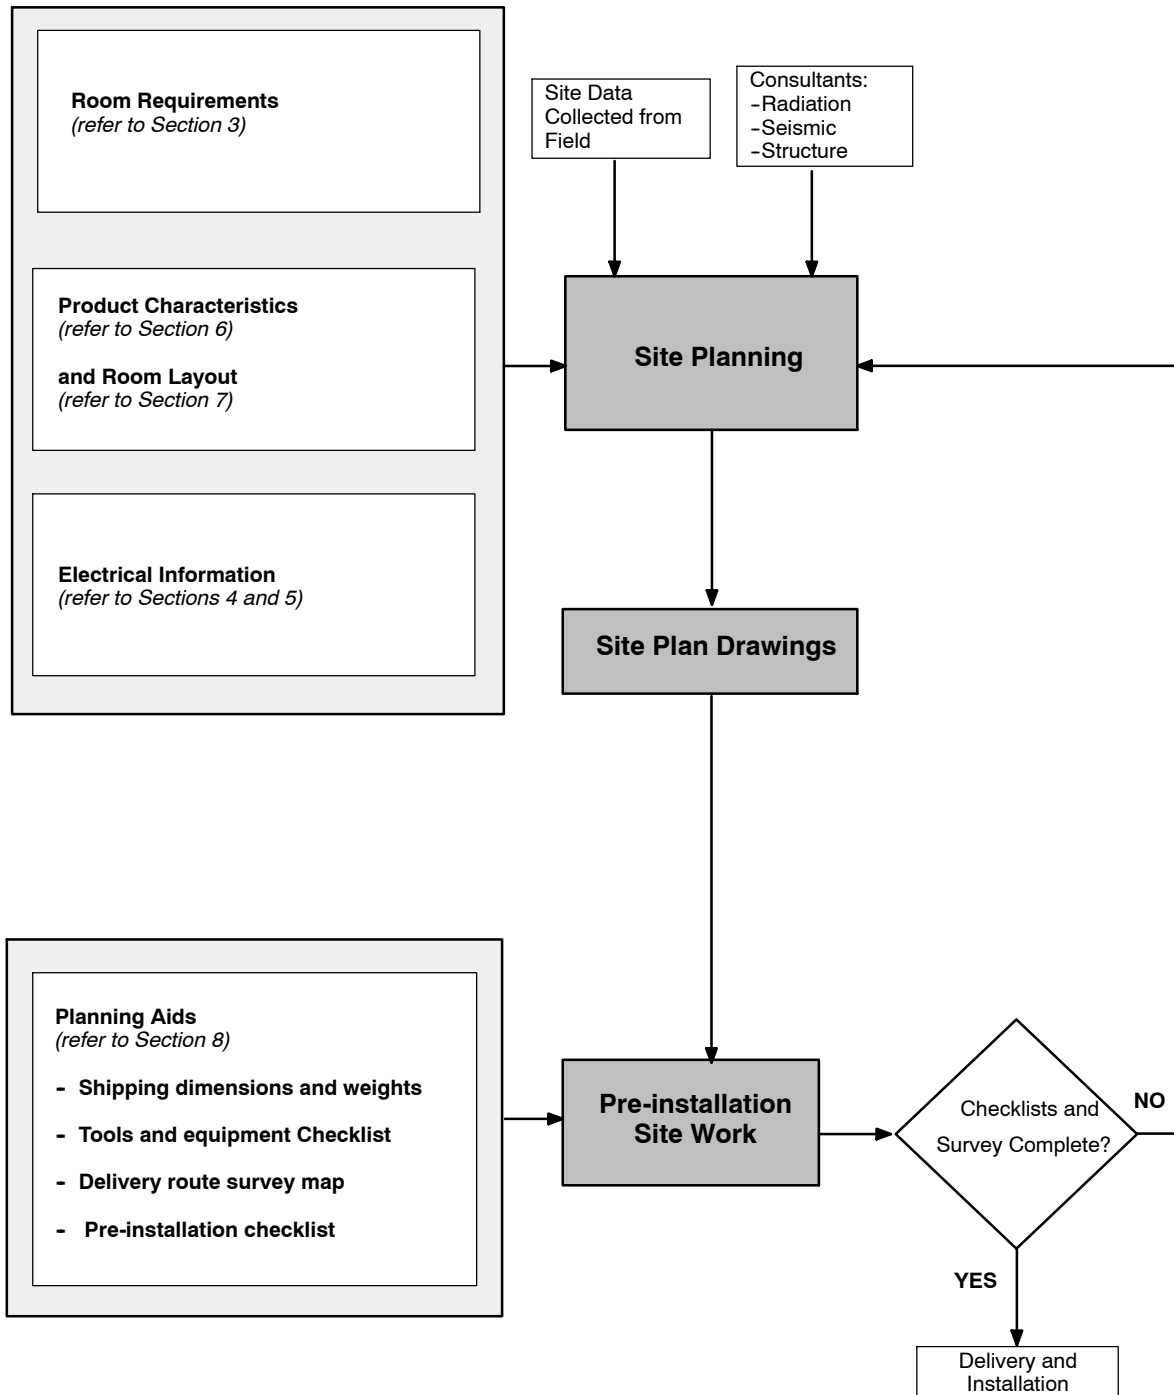 Room Requirements
(refer to Section 3)
Product Characteristics
(refer to Section 6)
and Room Layout
(refer to Section 7)
Electrical Information
(refer to Sections 4 and 5)
Site Data
Collected from
Field
Consultants:
-Radiation
-Seismic
-Structure
Site Planning
Site Plan Drawings
Planning Aids
(refer to Section 8)
- Shipping dimensions and weights
- Tools and equipment Checklist
- Delivery route survey map
- Pre-installation checklist
Pre-installation
Site Work
Checklists and
Survey Complete?
NO
YES
Delivery and
Installation